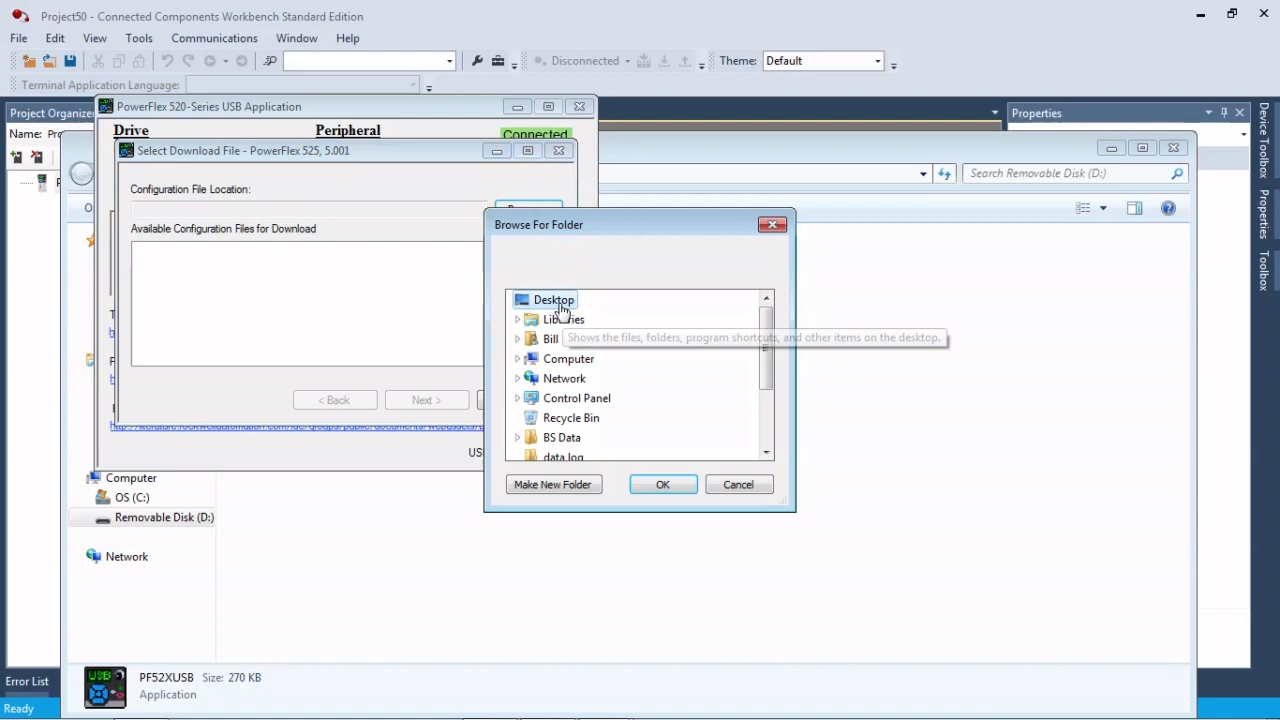 Project50 - Connected Components Workbench Standard Edition
File Edit View Tools Communications Window Help
Disconnected Theme: Default
Terminal Application Language:
Project Organize
Properties
Name: Pro
PowerFlex 520-Series USB Application
Drive Peripheral Connected
Select Download File - PowerFlex 525, 5.001
Search Removable Disk (D:)
Configuration File Location:
Available Configuration Files for Download
Browse For Folder
Desktop
Libraries
Bill
Shows the files, folders, program shortcuts, and other items on the desktop.
Computer
Network
Control Panel
Recycle Bin
BS Data
data log
< Back Next >
Make New Folder OK Cancel
US
Computer
OS (C:)
Removable Disk (D:)
Network
PF52XUSB Size: 270 KB
Application
Device Toolbox
Properties
Toolbox
Error List
Ready